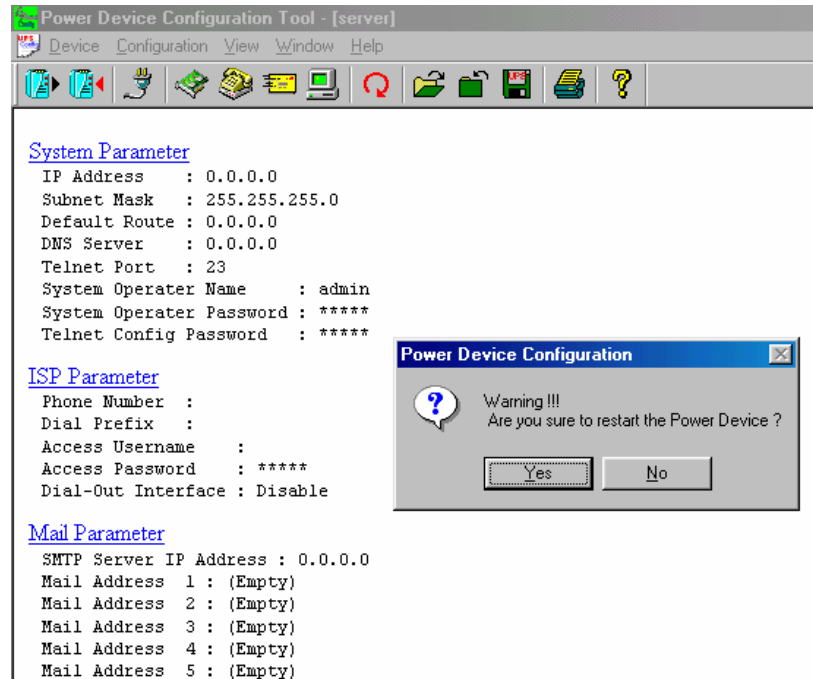 Power Device Configuration Tool - [server]
Device Configuration View Window Help
System Parameter
IP Address : 0.0.0.0
Subnet Mask : 255.255.255.0
Default Route : 0.0.0.0
DNS Server : 0.0.0.0
Telnet Port : 23
System Operater Name : admin
System Operater Password : *****
Telnet Config Password : *****
ISP Parameter
Phone Number :
Dial Prefix :
Access Username :
Access Password : *****
Dial-Out Interface : Disable
Mail Parameter
SMTP Server IP Address : 0.0.0.0
Mail Address 1 : (Empty)
Mail Address 2 : (Empty)
Mail Address 3 : (Empty)
Mail Address 4 : (Empty)
Mail Address 5 : (Empty)
Power Device Configuration
Warning !!!
Are you sure to restart the Power Device ?
Yes No